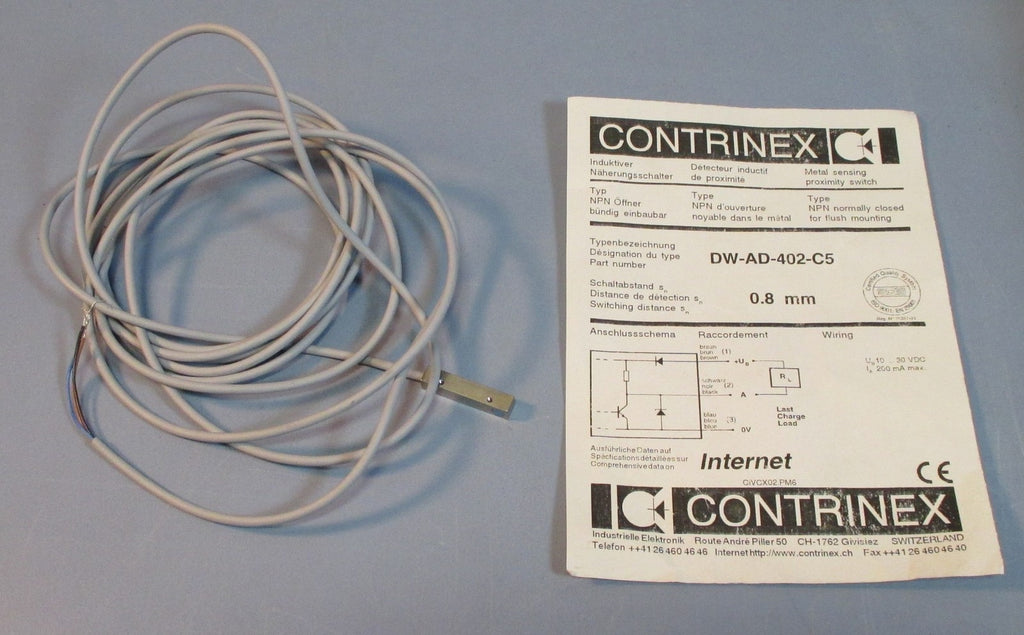 CONTRINEX
Induktiver Näherungsschalter
Détecteur inductif de proximité
Metal sensing proximity switch
Typ NPN Öffner bündig einbaubar
Type NPN d'ouverture noyable dans le métal
Type NPN normally closed for flush mounting
Typenbezeichnung
Désignation du type
Part number
DW-AD-402-C5
Schaltabstand sn
Distance de détection sn
Switching distance sn
0.8 mm
Anschlussschema Raccordement Wiring
braun
brun (1)
brown
+UB
schwarz
noir (2)
black
A
blau
bleu (3)
blue
0V
RL
Last
Charge
Load
UB 10 .. 30 VDC
IA 200 mA max.
Ausführliche Daten auf
Spécifications détaillées sur
Comprehensive data on
Internet
CE
CIVCX02.PM6
CONTRINEX
Industrielle Elektronik Route André Piller 50 CH-1762 Givisiez SWITZERLAND
Telefon ++41 26 460 46 46 Internet http://www.contrinex.ch Fax ++41 26 460 46 40